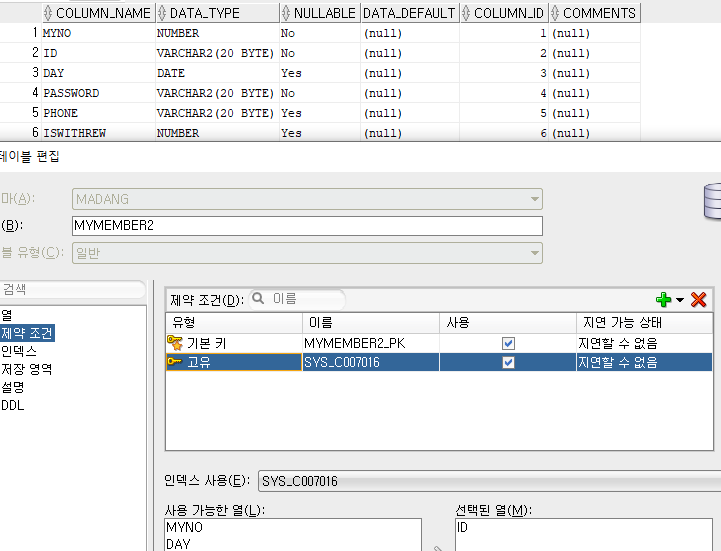 COLUMN_NAME DATA_TYPE NULLABLE DATA_DEFAULT COLUMN_ID COMMENTS
1 MYNO NUMBER No (null) 1 (null)
2 ID VARCHAR2(20 BYTE) No (null) 2 (null)
3 DAY DATE Yes (null) 3 (null)
4 PASSWORD VARCHAR2(20 BYTE) No (null) 4 (null)
5 PHONE VARCHAR2(20 BYTE) Yes (null) 5 (null)
6 ISWITHREW NUMBER Yes (null) 6 (null)
테이블 편집
마(A): MADANG
(B): MYMEMBER2
블 유형(C): 일반
검색
열
제약 조건
인덱스
저장 영역
설명
DDL
제약 조건(D): 이름
유형 이름 사용 지연 가능 상태
기본 키 MYMEMBER2_PK 지연할 수 없음
고유 SYS_C007016 지연할 수 없음
인덱스 사용(E): SYS_C007016
사용 가능한 열(L): 선택된 열(M):
MYNO ID
DAY